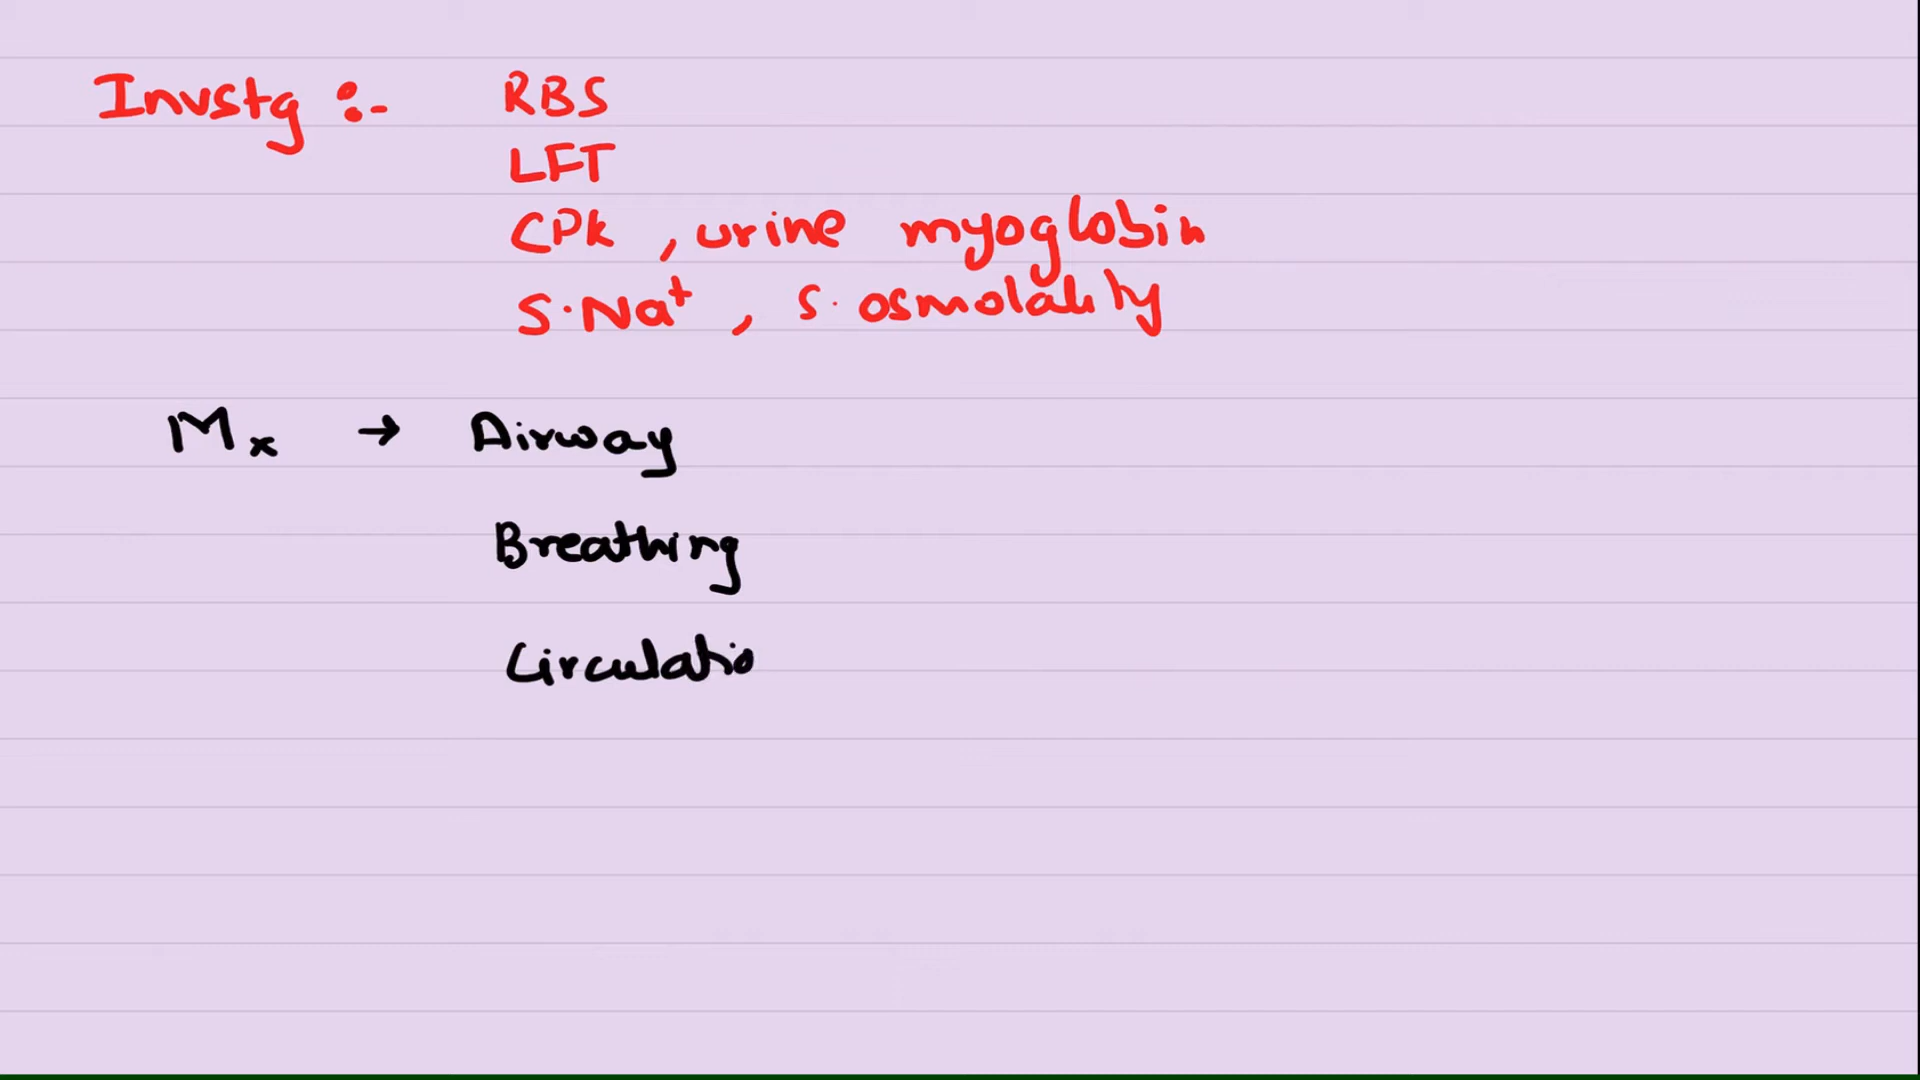 Invstg :- RBS
LFT
CPK , urine myoglobin
S.Na+ , S. osmolality
Mx → Airway
Breathing
Circulatio